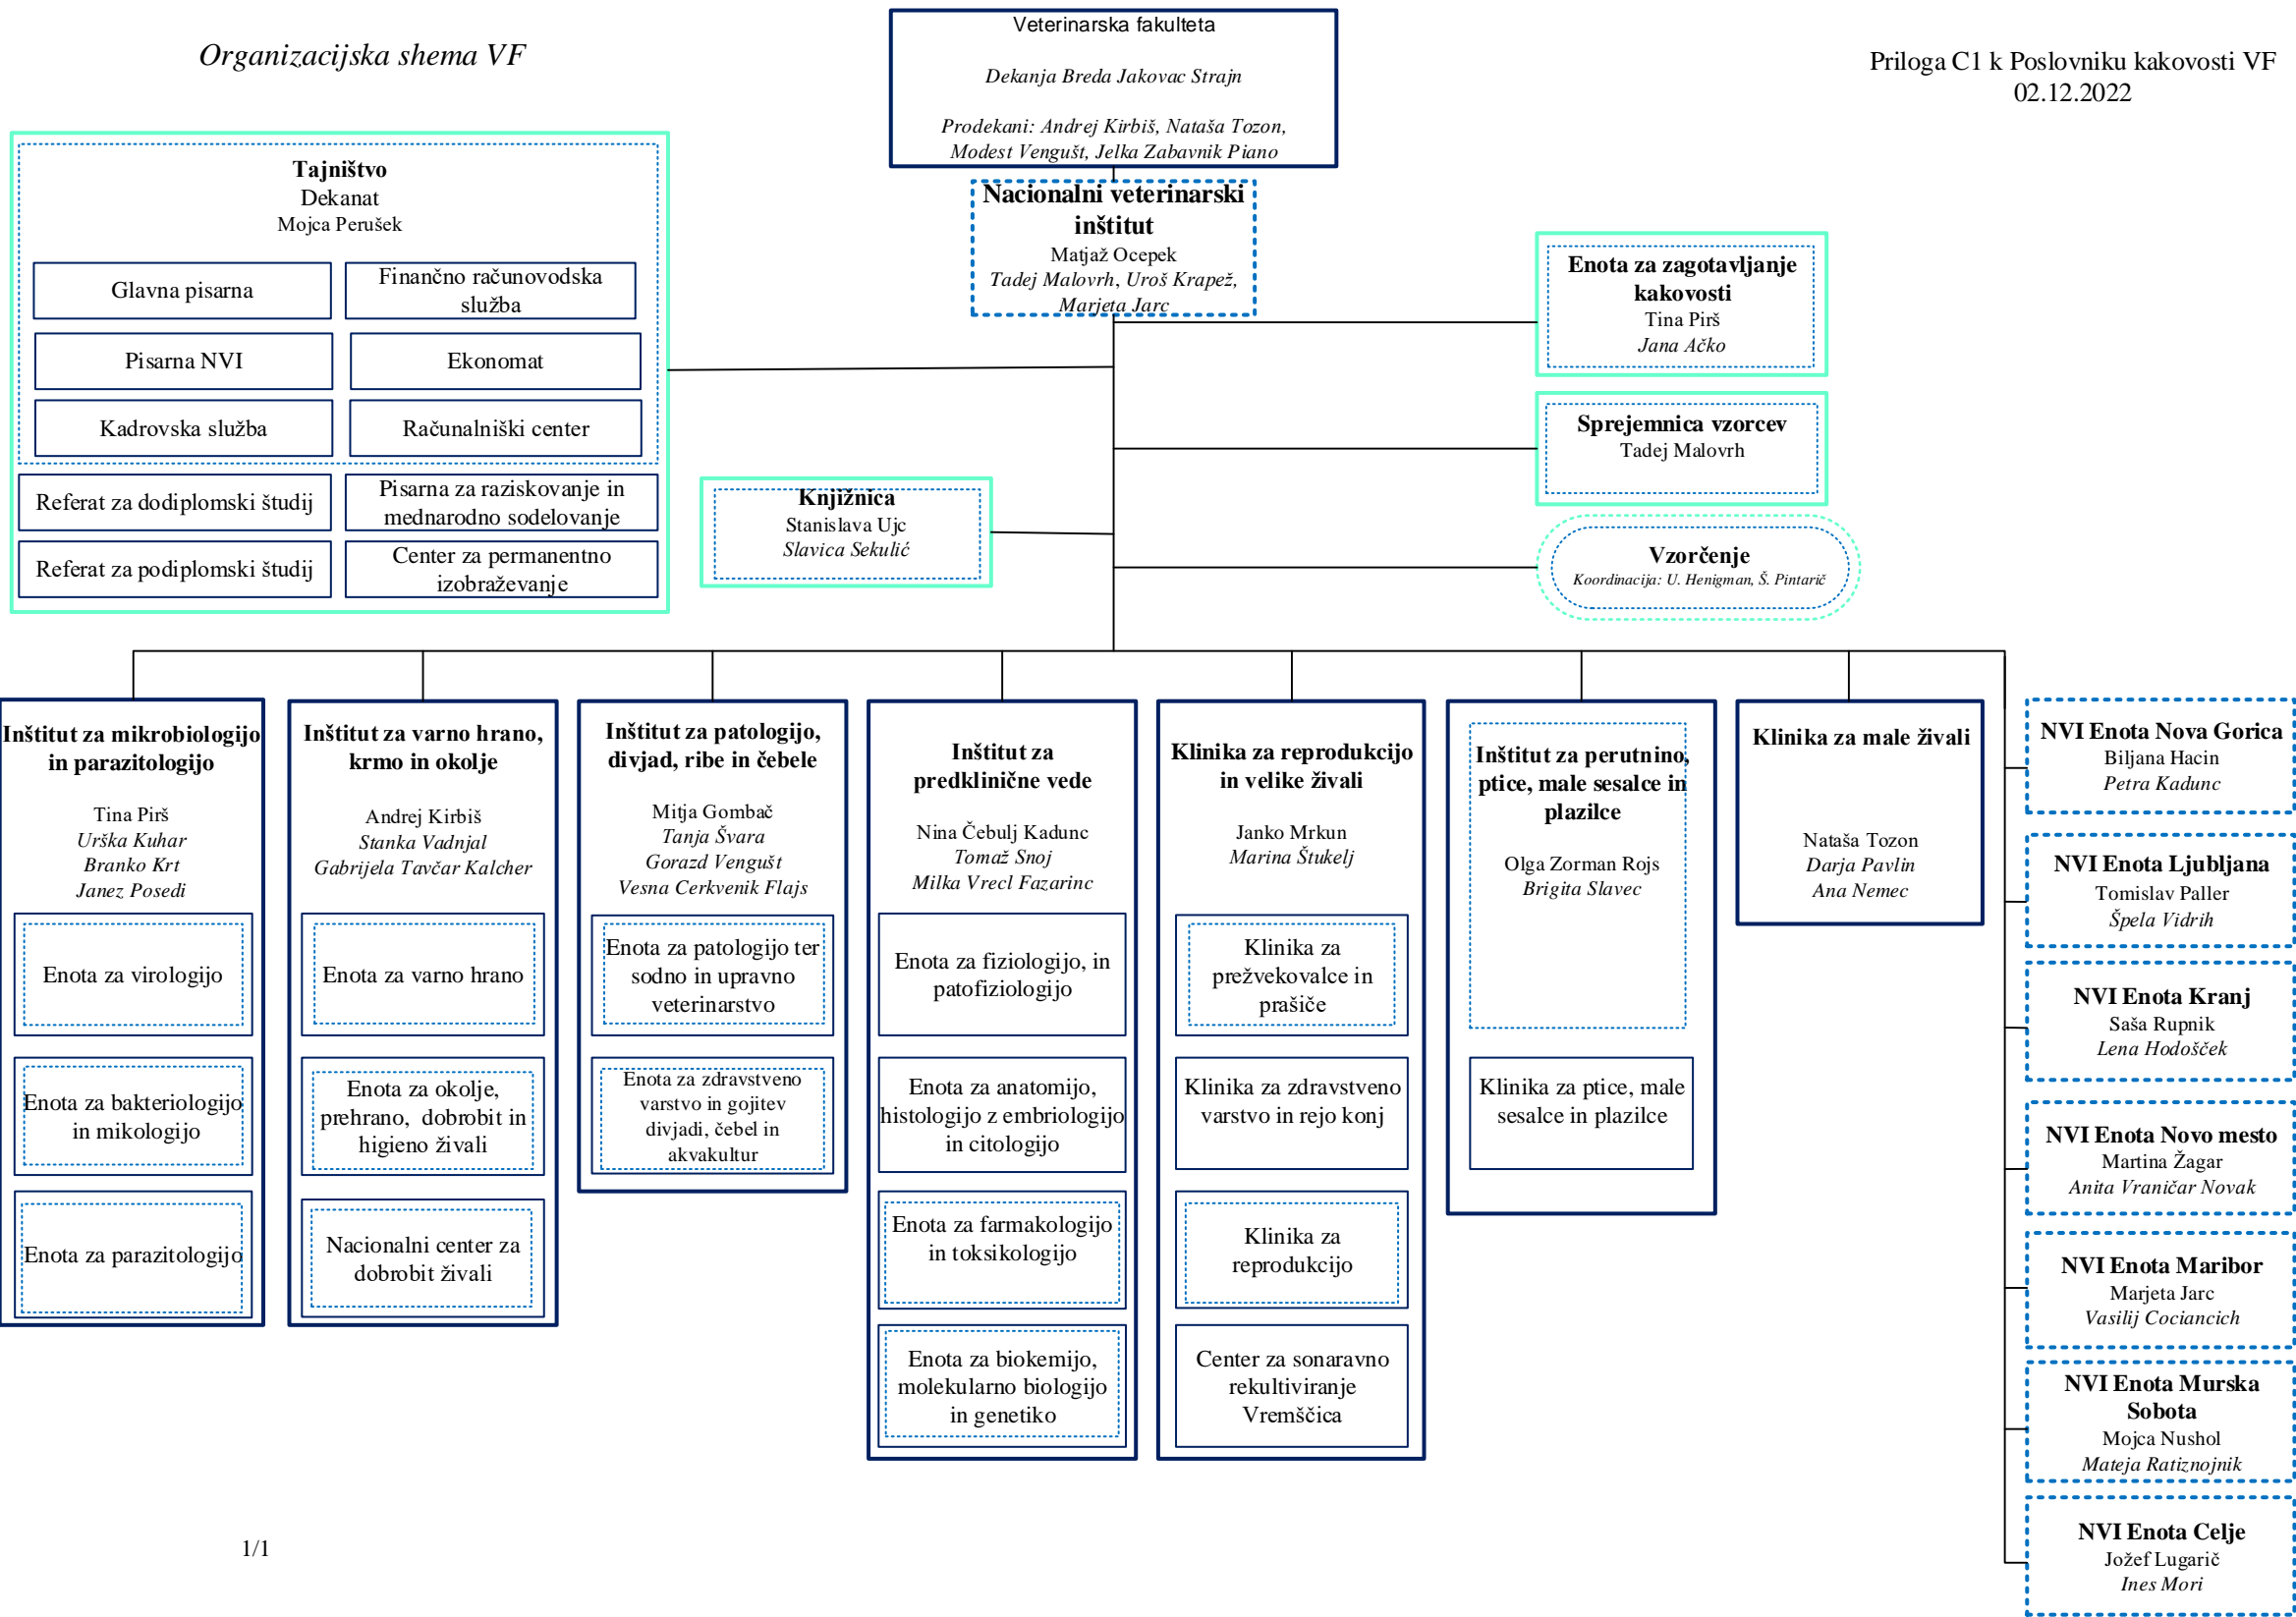 Organizacijska shema VF
Veterinarska fakulteta
Dekanja Breda Jakovac Strajn
Prodekani: Andrej Kirbiš, Nataša Tozon,
Modest Vengušt, Jelka Zabavnik Piano
Priloga C1 k Poslovniku kakovosti VF
02.12.2022
Nacionalni veterinarski
inštitut
Matjaž Ocepek
Tadej Malovrh, Uroš Krapež,
Marjeta Jarc
Tajništvo
Dekanat
Mojca Perušek
Glavna pisarna
Finančno računovodska
služba
Pisarna NVI
Ekonomat
Kadrovska služba
Računalniški center
Referat za dodiplomski študij
Pisarna za raziskovanje in
mednarodno sodelovanje
Referat za podiplomski študij
Center za permanentno
izobraževanje
Knjižnica
Stanislava Ujc
Slavica Sekulić
Enota za zagotavljanje
kakovosti
Tina Pirš
Jana Ačko
Sprejemnica vzorcev
Tadej Malovrh
Vzorčenje
Koordinacija: U. Henigman, Š. Pintarič
Inštitut za mikrobiologijo
in parazitologijo
Tina Pirš
Urška Kuhar
Branko Krt
Janez Posedi
Enota za virologijo
Enota za bakteriologijo
in mikologijo
Enota za parazitologijo
Inštitut za varno hrano,
krmo in okolje
Andrej Kirbiš
Stanka Vadnjal
Gabrijela Tavčar Kalcher
Enota za varno hrano
Enota za okolje,
prehrano, dobrobit in
higieno živali
Nacionalni center za
dobrobit živali
Inštitut za patologijo,
divjad, ribe in čebele
Mitja Gombač
Tanja Švara
Gorazd Vengušt
Vesna Cerkvenik Flajs
Enota za patologijo ter
sodno in upravno
veterinarstvo
Enota za zdravstveno
varstvo in gojitev
divjadi, čebel in
akvakultur
Inštitut za
predklinične vede
Nina Čebulj Kadunc
Tomaž Snoj
Milka Vrecl Fazarinc
Enota za fiziologijo, in
patofiziologijo
Enota za anatomijo,
histologijo z embriologijo
in citologijo
Enota za farmakologijo
in toksikologijo
Enota za biokemijo,
molekularno biologijo
in genetiko
Klinika za reprodukcijo
in velike živali
Janko Mrkun
Marina Štukelj
Klinika za
prežvekovalce in
prašiče
Klinika za zdravstveno
varstvo in rejo konj
Klinika za
reprodukcijo
Center za sonaravno
rekultiviranje
Vremščica
Inštitut za perutnino,
ptice, male sesalce in
plazilce
Olga Zorman Rojs
Brigita Slavec
Klinika za ptice, male
sesalce in plazilce
Klinika za male živali
Nataša Tozon
Darja Pavlin
Ana Nemec
NVI Enota Nova Gorica
Biljana Hacin
Petra Kadunc
NVI Enota Ljubljana
Tomislav Paller
Špela Vidrih
NVI Enota Kranj
Saša Rupnik
Lena Hodošček
NVI Enota Novo mesto
Martina Žagar
Anita Vraničar Novak
NVI Enota Maribor
Marjeta Jarc
Vasilij Cociancich
NVI Enota Murska
Sobota
Mojca Nushol
Mateja Ratiznojnik
NVI Enota Celje
Jožef Lugarič
Ines Mori
1/1